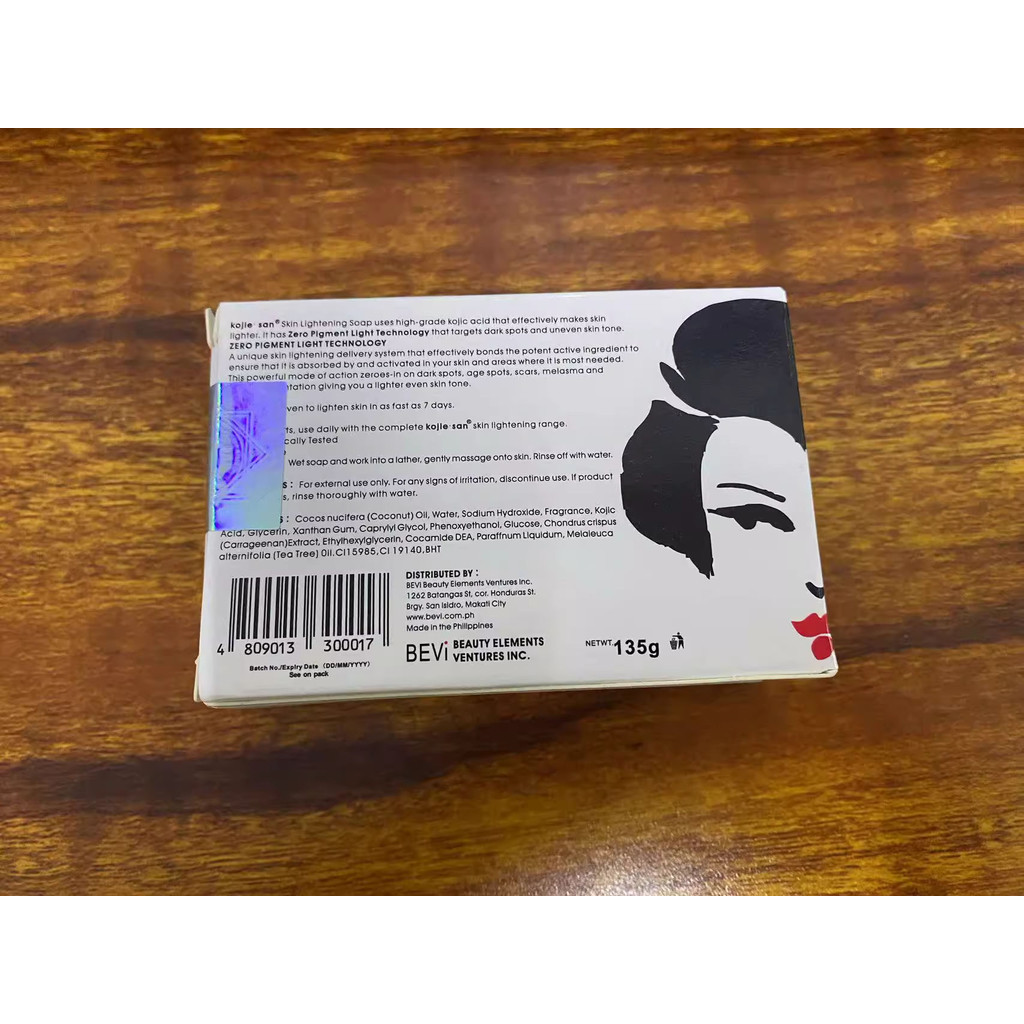 kojie·san® Skin Lightening Soap uses high-grade kojic acid that effectively makes skin
lighter. It has Zero Pigment Light Technology that targets dark spots and uneven skin tone.
ZERO PIGMENT LIGHT TECHNOLOGY
A unique skin lightening delivery system that effectively bonds the potent active ingredient to
ensure that it is absorbed by and activated in your skin and areas where it is most needed.
This powerful mode of action zeroes-in on dark spots, age spots, scars, melasma and
tation giving you a lighter even skin tone.
ven to lighten skin in as fast as 7 days.
ts, use daily with the complete kojie·san® skin lightening range.
cally Tested
Wet soap and work into a lather, gently massage onto skin. Rinse off with water.
S : For external use only. For any signs of irritation, discontinue use. If product
s, rinse thoroughly with water.
S : Cocos nucifera (Coconut) Oil, Water, Sodium Hydroxide, Fragrance, Kojic
Acid, Glycerin, Xanthan Gum, Caprylyl Glycol, Phenoxyethanol, Glucose, Chondrus crispus
(Carrageenan)Extract, Ethylhexylglycerin, Cocamide DEA, Paraffnum Liquidum, Melaleuca
alternifolia (Tea Tree) 0il.CI15985,CI 19140,BHT
DISTRIBUTED BY :
BEVI Beauty Elements Ventures Inc.
1262 Batangas St, cor. Honduras St.
Brgy. San Isidro, Makati City
www.bevi.com.ph
Made in the Philippines
4 809013 300017
Batch No./Expiry Date (DD/MM/YYYY)
See on pack
BEVi BEAUTY ELEMENTS
VENTURES INC.
NETWT.135g